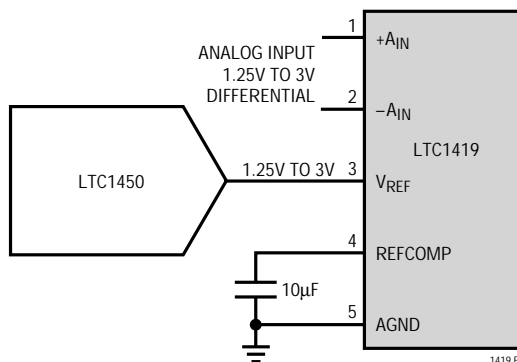 1
+AIN
ANALOG INPUT
1.25V TO 3V
DIFFERENTIAL
2
–AIN
LTC1419
LTC1450
1.25V TO 3V
3
VREF
4
REFCOMP
10µF
5
AGND
1419 F